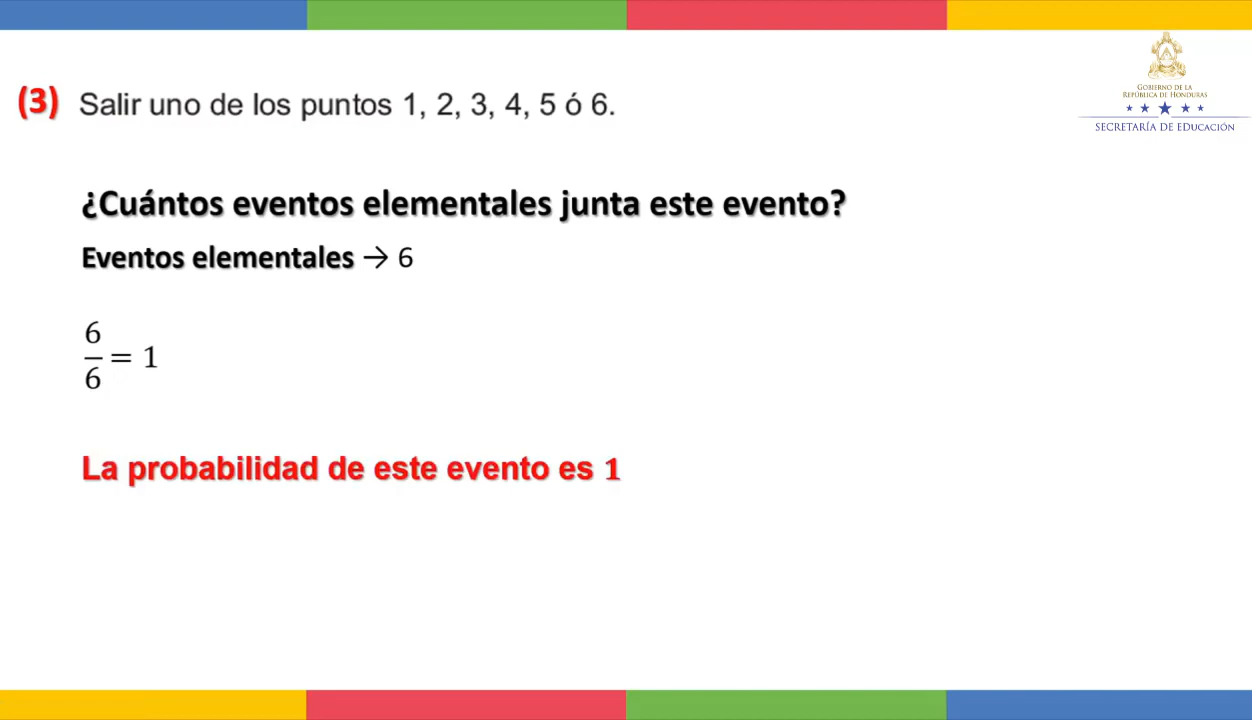 GOBIERNO DE LA
REPÚBLICA DE HONDURAS
SECRETARÍA DE EDUCACIÓN
(3) Salir uno de los puntos 1, 2, 3, 4, 5 ó 6.
¿Cuántos eventos elementales junta este evento?
Eventos elementales → 6
6/6 = 1
La probabilidad de este evento es 1